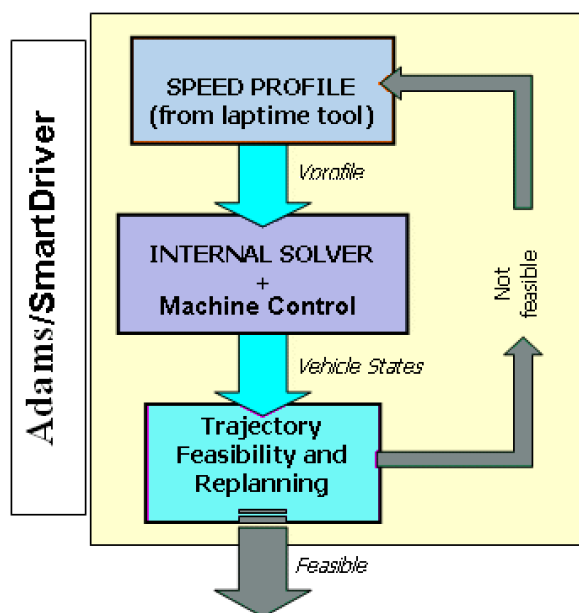 Adams/SmartDriver
SPEED PROFILE
(from laptime tool)
Vprofile
INTERNAL SOLVER
+
Machine Control
Vehicle States
Trajectory
Feasibility and
Replanning
Not
feasible
Feasible